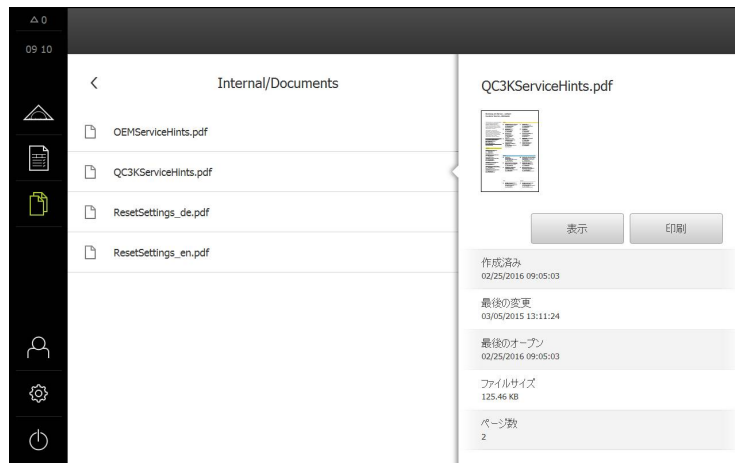 △ 0
09 10
Internal/Documents
OEMServiceHints.pdf
QC3KServiceHints.pdf
ResetSettings_de.pdf
ResetSettings_en.pdf
QC3KServiceHints.pdf
表示
印刷
作成済み
02/25/2016 09:05:03
最後の変更
03/05/2015 13:11:24
最後のオープン
02/25/2016 09:05:03
ファイルサイズ
125.46 KB
ページ数
2